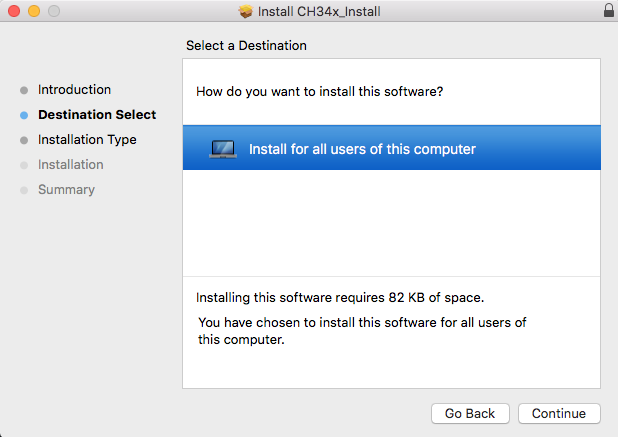 Install CH34x_Install
Select a Destination
Introduction
Destination Select
Installation Type
Installation
Summary
How do you want to install this software?
Install for all users of this computer
Installing this software requires 82 KB of space.
You have chosen to install this software for all users of
this computer.
Go Back
Continue